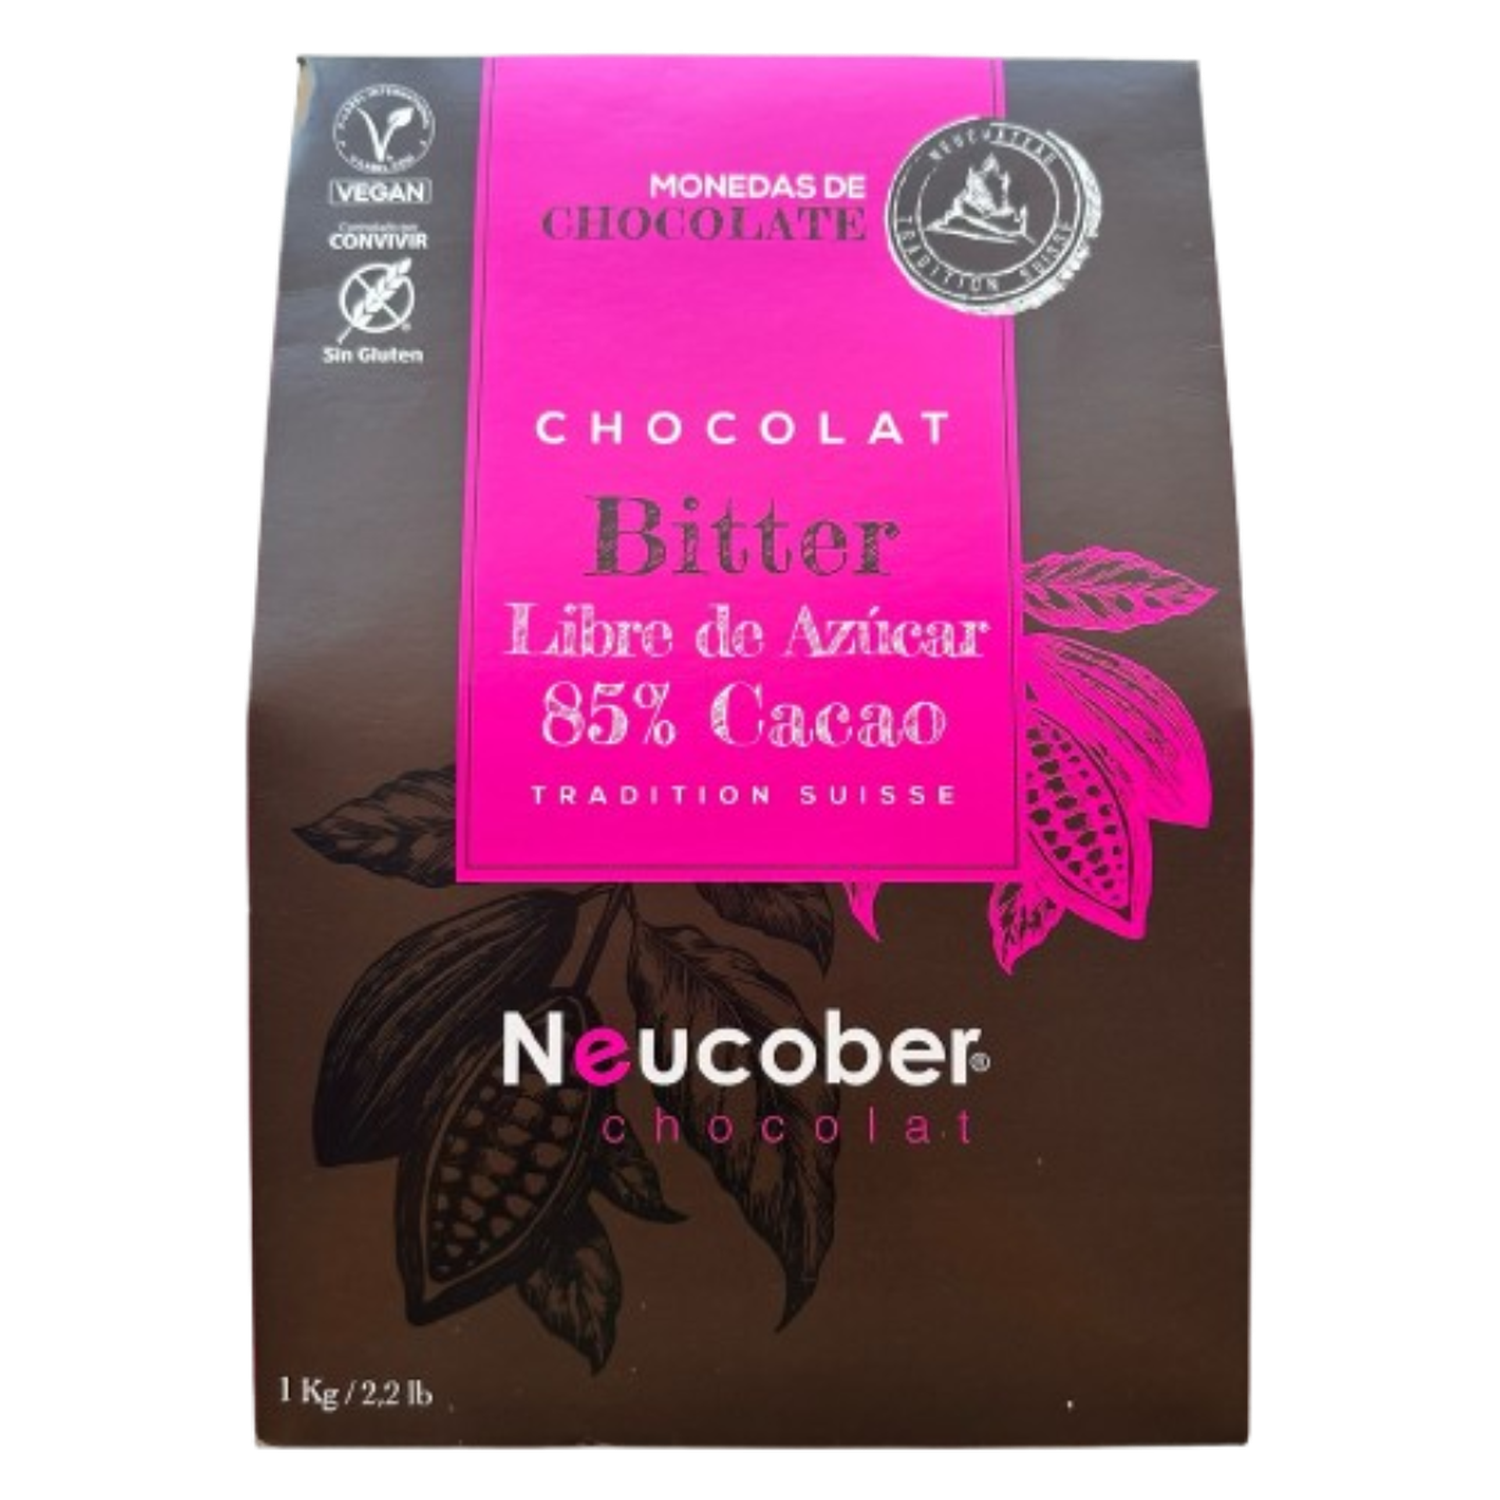 VEGAN
CONVIVIR
Sin Gluten
MONEDAS DE
CHOCOLATE
NEUCHATEAU
TRADITION SUISSE
CHOCOLAT
Bitter
Libre de Azúcar
85% Cacao
TRADITION SUISSE
Neucober®
chocolat
1 Kg / 2,2 lb